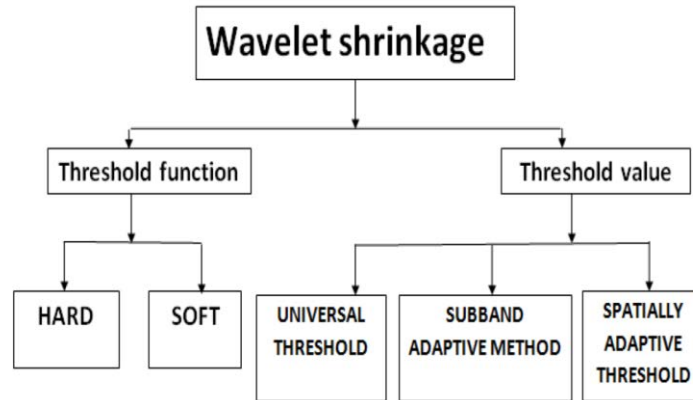 Wavelet shrinkage
Threshold function
Threshold value
HARD
SOFT
UNIVERSAL
THRESHOLD
SUBBAND
ADAPTIVE METHOD
SPATIALLY
ADAPTIVE
THRESHOLD